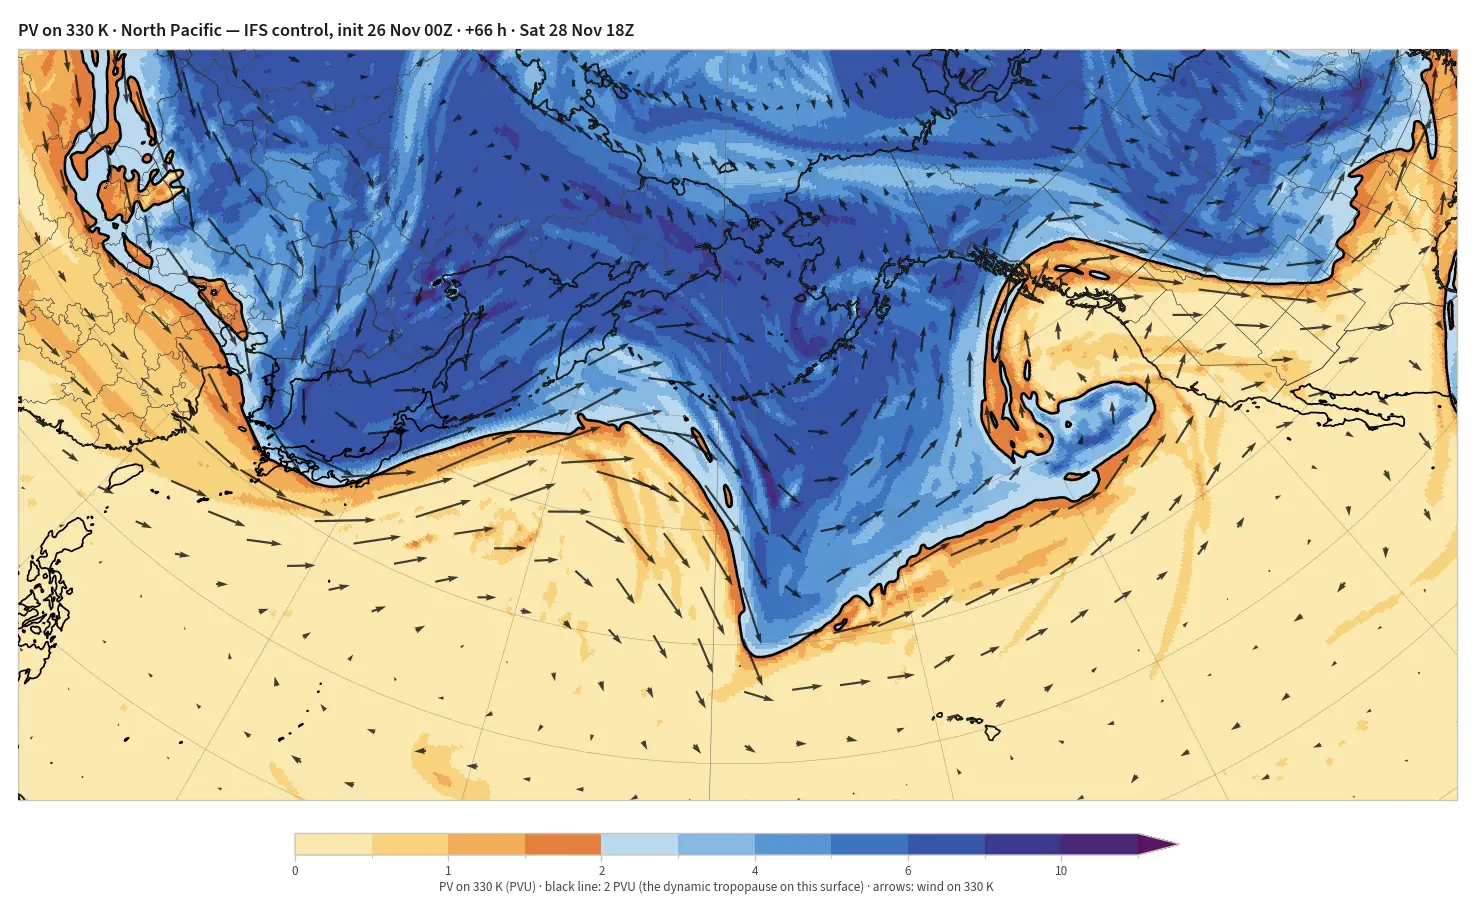 PV on 330 K · North Pacific — IFS control, init 26 Nov 00Z · +66 h · Sat 28 Nov 18Z
0 1 2 4 6 10
PV on 330 K (PVU) · black line: 2 PVU (the dynamic tropopause on this surface) · arrows: wind on 330 K